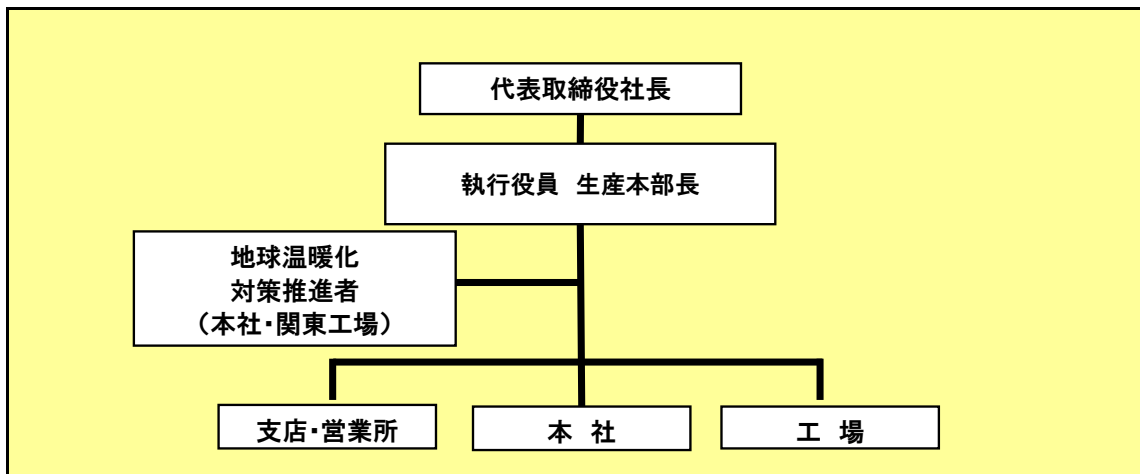 代表取締役社長
執行役員 生産本部長
地球温暖化
対策推進者
（本社・関東工場）
支店・営業所
本 社
工 場